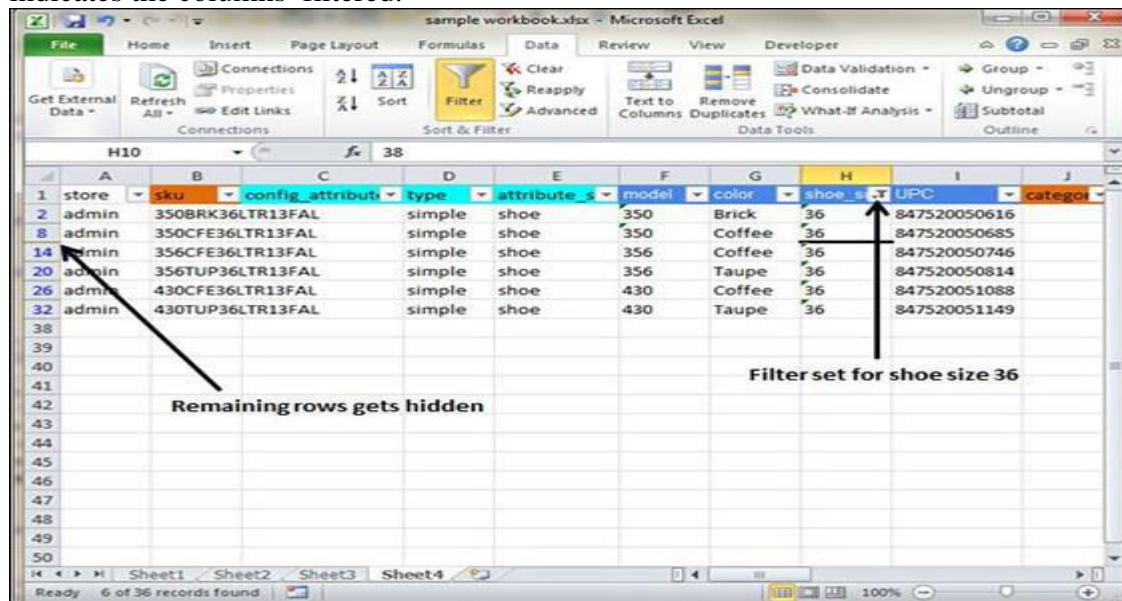 indicates the columns' filtered.
sample workbook.xlsx - Microsoft Excel
File Home Insert Page Layout Formulas Data Review View Developer
Get External Data
Refresh All
Connections
Properties
Edit Links
Connections
Sort
Filter
Clear
Reapply
Advanced
Sort & Filter
Text to Columns
Remove Duplicates
Data Validation
Consolidate
What-If Analysis
Data Tools
Group
Ungroup
Subtotal
Outline
H10 fx 38
A B C D E F G H I J
1 store sku config_attribut type attribute_s model color shoe_si UPC categor
2 admin 350BRK36LTR13FAL simple shoe 350 Brick 36 847520050616
8 admin 350CFE36LTR13FAL simple shoe 350 Coffee 36 847520050685
14 admin 356CFE36LTR13FAL simple shoe 356 Coffee 36 847520050746
20 admin 356TUP36LTR13FAL simple shoe 356 Taupe 36 847520050814
26 admin 430CFE36LTR13FAL simple shoe 430 Coffee 36 847520051088
32 admin 430TUP36LTR13FAL simple shoe 430 Taupe 36 847520051149
38
39
40
Filter set for shoe size 36
41
42 Remaining rows gets hidden
43
44
45
46
47
48
49
50
Sheet1 Sheet2 Sheet3 Sheet4
Ready 6 of 36 records found 100%